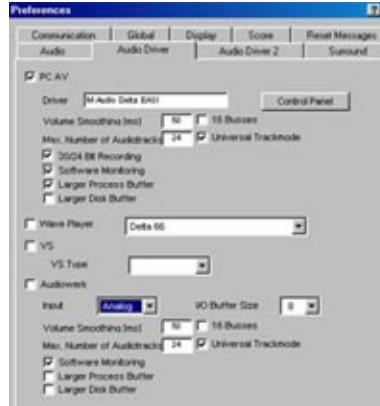 Preferences
Communication Global Display Score Reset Messages
Audio Audio Driver Audio Driver 2 Surround
PC AV
Driver M Audio Delta Control Panel
Volume Smoothing [ms] 50 16 Busses
Max. Number of Audiotracks 24 Universal Trackmode
20/24 Bit Recording
Software Monitoring
Larger Process Buffer
Larger Disk Buffer
Wave Player Delta 66
VS
VS Type
Audiowerk
Input Analog I/O Buffer Size 8
Volume Smoothing [ms] 50 16 Busses
Max. Number of Audiotracks 24 Universal Trackmode
Software Monitoring
Larger Process Buffer
Larger Disk Buffer